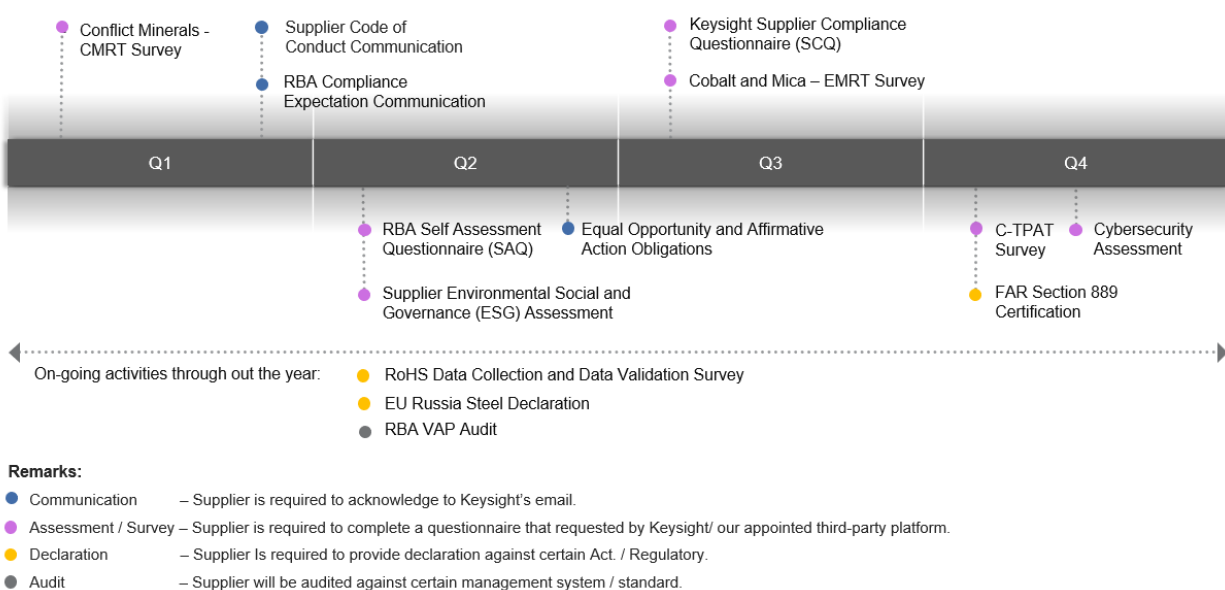 Conflict Minerals -
CMRT Survey
Supplier Code of
Conduct Communication
RBA Compliance
Expectation Communication
Keysight Supplier Compliance
Questionnaire (SCQ)
Cobalt and Mica – EMRT Survey
Q1
Q2
Q3
Q4
RBA Self Assessment
Questionnaire (SAQ)
Equal Opportunity and Affirmative
Action Obligations
Supplier Environmental Social and
Governance (ESG) Assessment
C-TPAT
Survey
Cybersecurity
Assessment
FAR Section 889
Certification
On-going activities through out the year:
RoHS Data Collection and Data Validation Survey
EU Russia Steel Declaration
RBA VAP Audit
Remarks:
Communication – Supplier is required to acknowledge to Keysight’s email.
Assessment / Survey – Supplier is required to complete a questionnaire that requested by Keysight/ our appointed third-party platform.
Declaration – Supplier Is required to provide declaration against certain Act. / Regulatory.
Audit – Supplier will be audited against certain management system / standard.